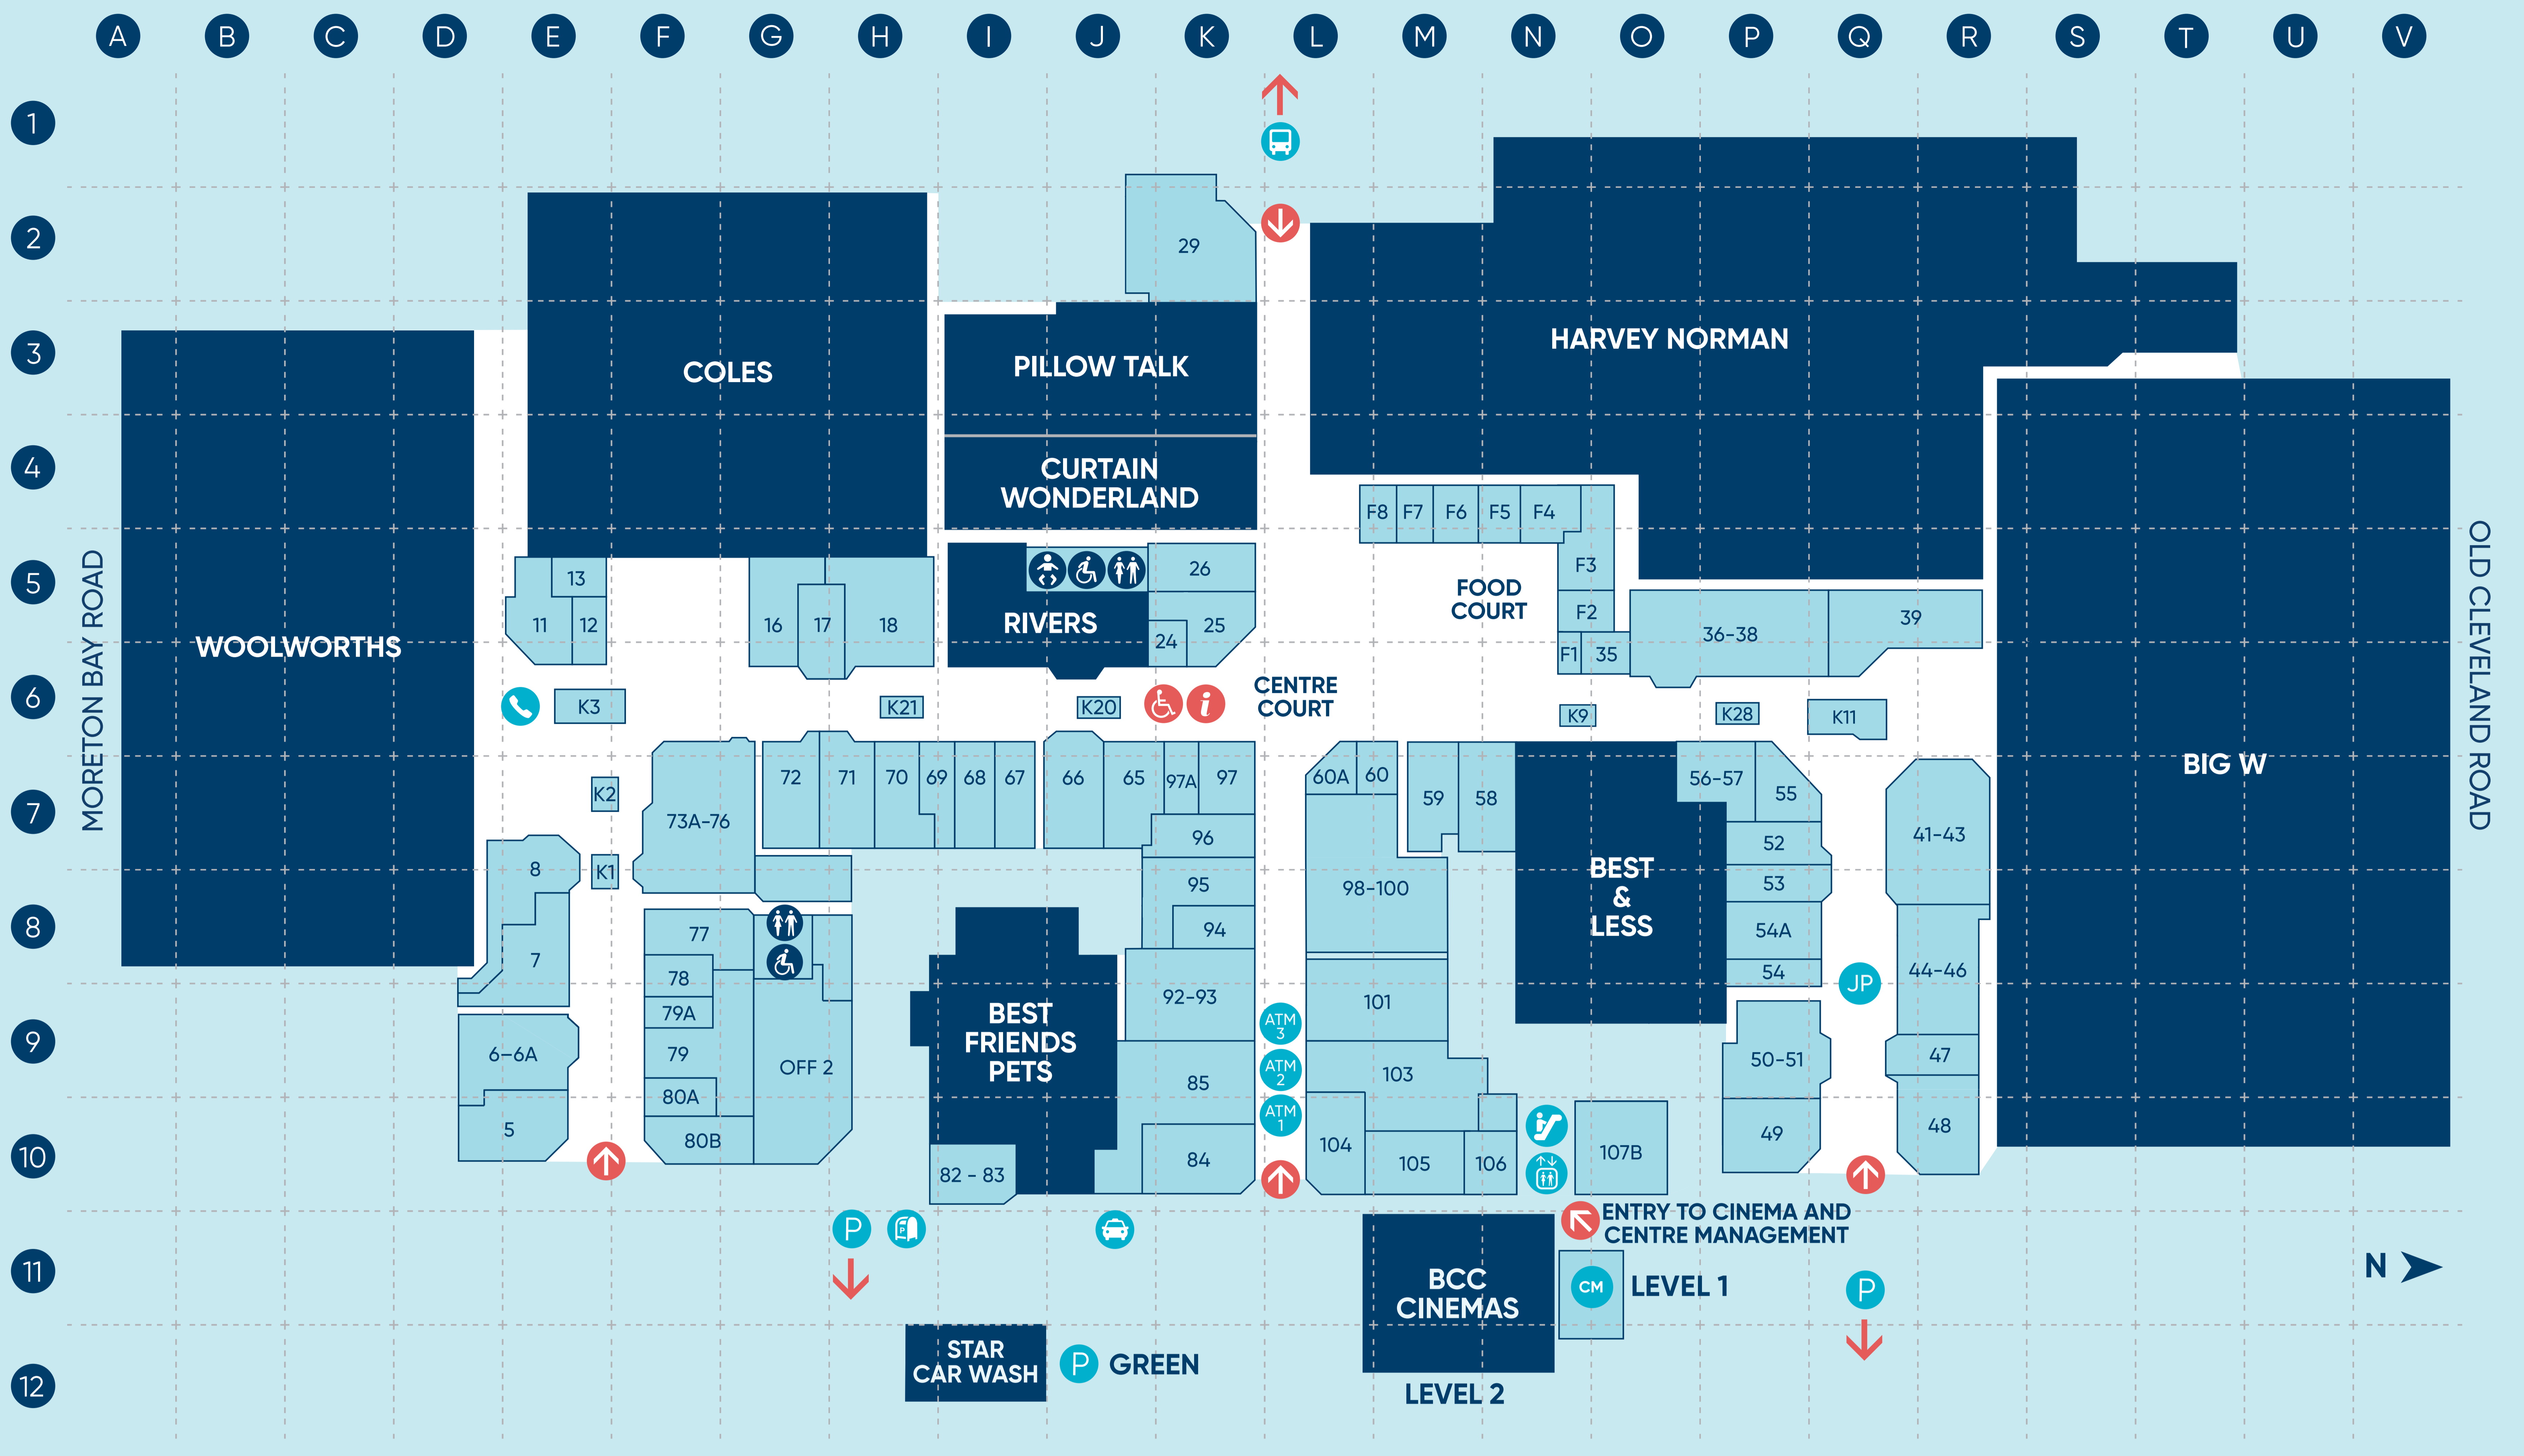 A B C D E F G H I J K L M N O P Q R S T U V
1
2
29
3
HARVEY NORMAN
PILLOW TALK
COLES
4
CURTAIN
WONDERLAND
F8 F7 F6 F5 F4
5
F3
13
26
FOOD
COURT
F2
11 12
16 17 18
RIVERS
24 25
36-38
39
WOOLWORTHS
F1 35
MORETON BAY ROAD
OLD CLEVELAND ROAD
6
K3
K21
K20
i
CENTRE
COURT
K9
K28
K11
BIG W
7
K2
73A-76
72 71 70 69 68 67
66 65 97A 97
60A 60
59 58
56-57
55
96
52
41-43
8
8
K1
95
98-100
BEST
&
LESS
53
7
77
94
54A
78
54
JP
44-46
9
79A
92-93
101
ATM
3
BEST
FRIENDS
PETS
6-6A
79
OFF 2
85
ATM
2
103
50-51
47
80A
ATM
1
10
5
80B
82 - 83
84
104
105
106
107B
49
48
P
P
ENTRY TO CINEMA AND
CENTRE MANAGEMENT
11
BCC
CINEMAS
CM
LEVEL 1
P
N
12
STAR
CAR WASH
P
GREEN
LEVEL 2